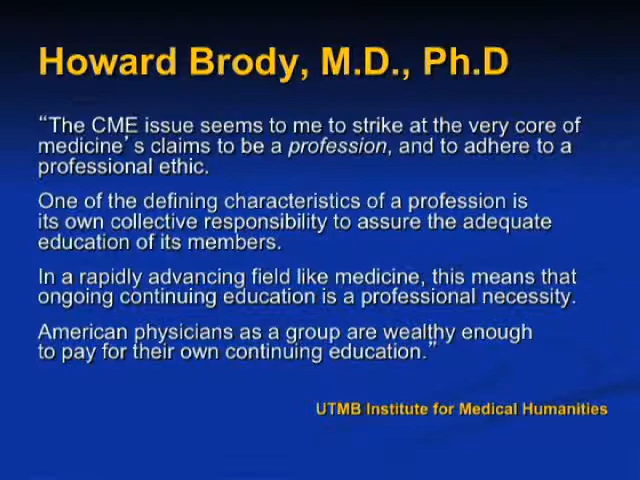 Howard Brody, M.D., Ph.D
“The CME issue seems to me to strike at the very core of
medicine’s claims to be a profession, and to adhere to a
professional ethic.
One of the defining characteristics of a profession is
its own collective responsibility to assure the adequate
education of its members.
In a rapidly advancing field like medicine, this means that
ongoing continuing education is a professional necessity.
American physicians as a group are wealthy enough
to pay for their own continuing education.”
UTMB Institute for Medical Humanities